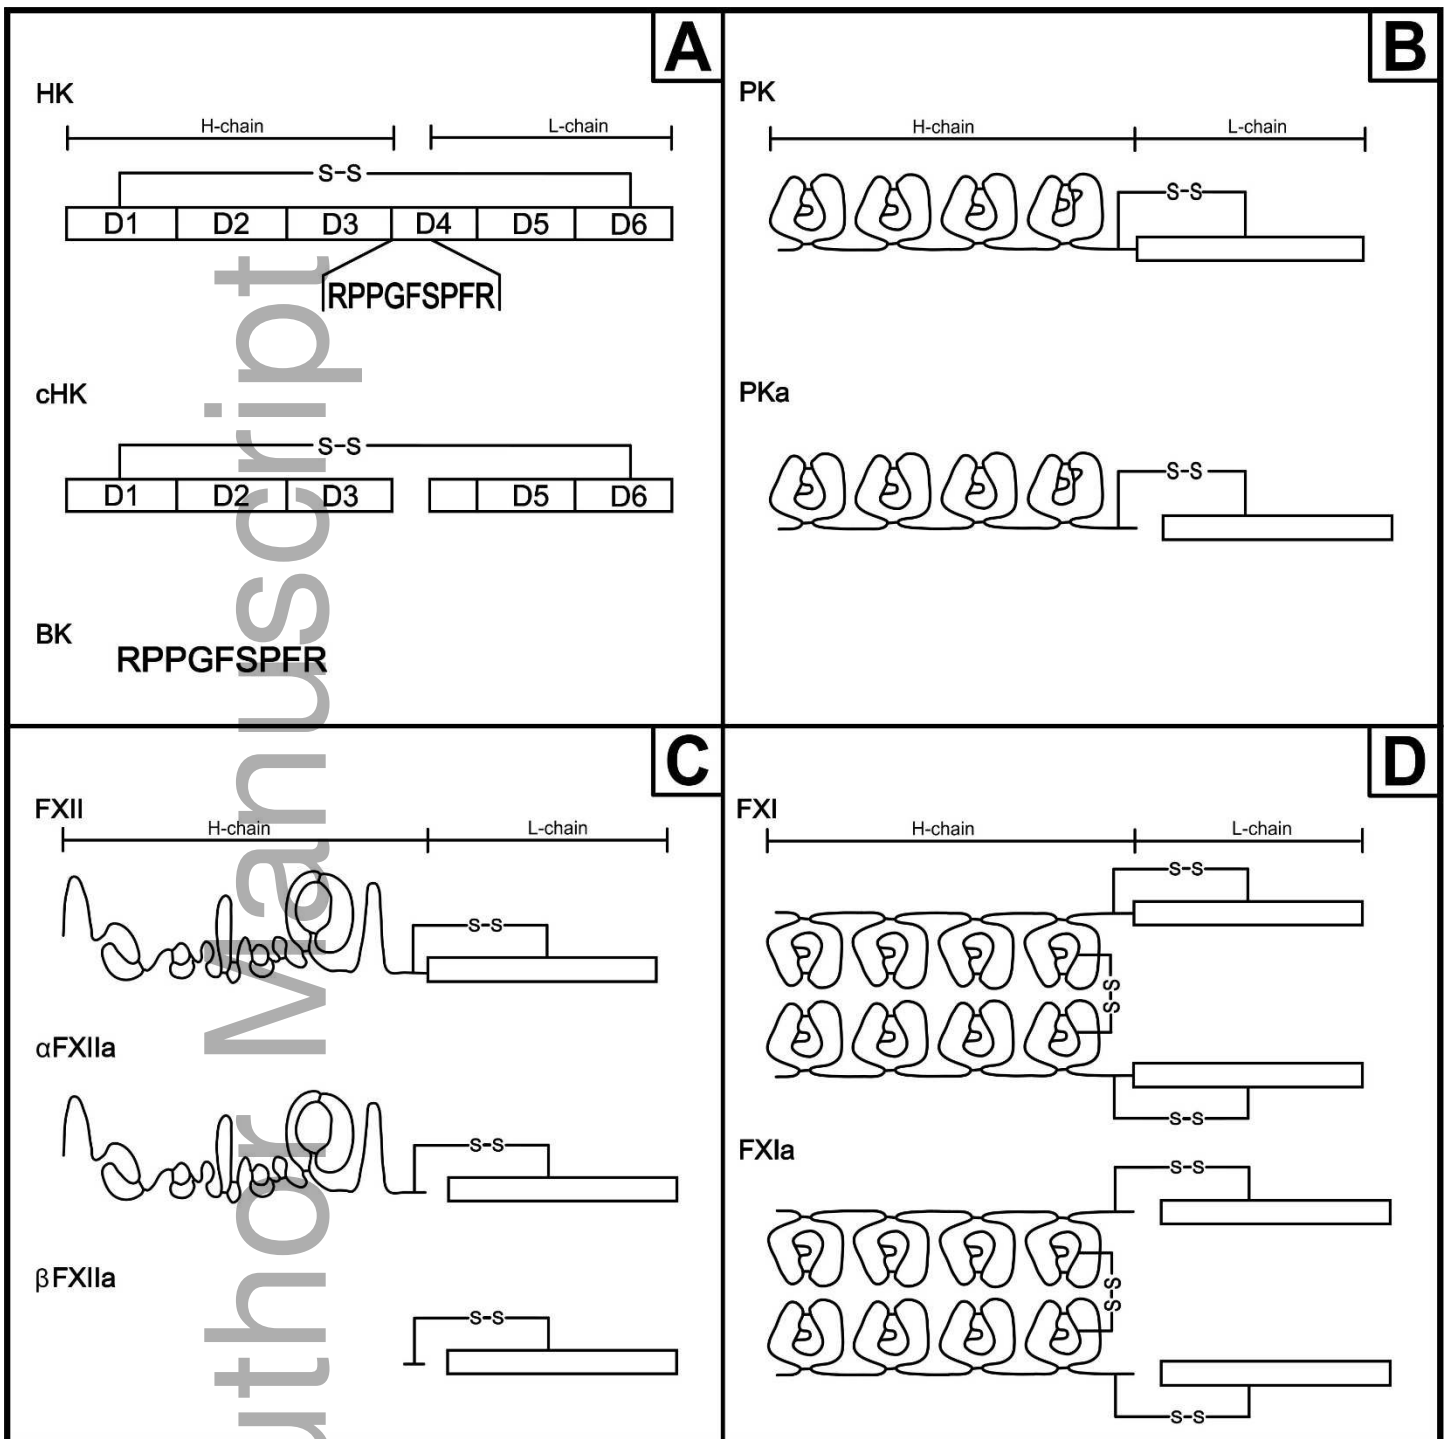 A
HK
H-chain
L-chain
S-S
D1 D2 D3 D4 D5 D6
RPPGFSPFR
cHK
S-S
D1 D2 D3 D5 D6
BK
RPPGFSPFR
B
PK
H-chain
L-chain
S-S
PKa
S-S
C
FXII
H-chain
L-chain
S-S
αFXIIa
S-S
βFXIIa
S-S
D
FXI
H-chain
L-chain
S-S
S-S
S-S
FXIa
S-S
S-S
S-S
uthor Manuscript